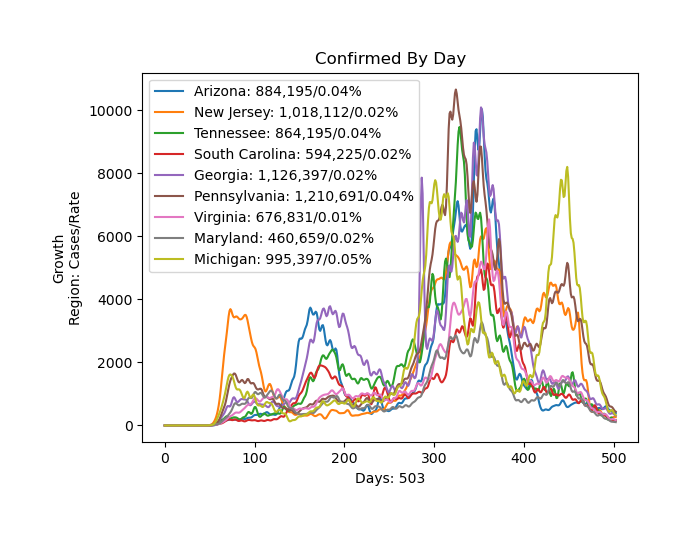 Confirmed By Day
Growth
Region: Cases/Rate
10000
8000
6000
4000
2000
0
Arizona: 884,195/0.04%
New Jersey: 1,018,112/0.02%
Tennessee: 864,195/0.04%
South Carolina: 594,225/0.02%
Georgia: 1,126,397/0.02%
Pennsylvania: 1,210,691/0.04%
Virginia: 676,831/0.01%
Maryland: 460,659/0.02%
Michigan: 995,397/0.05%
0 100 200 300 400 500
Days: 503